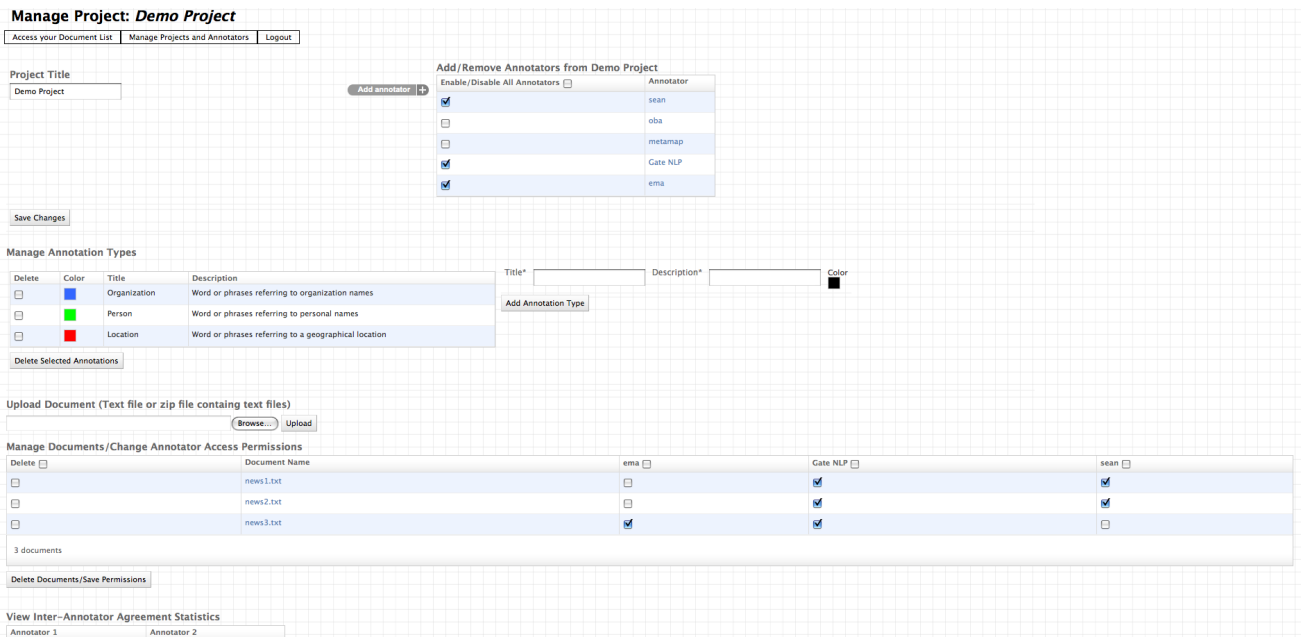 Manage Project: Demo Project
Access your Document List Manage Projects and Annotators Logout
Project Title
Demo Project
Add annotator +
Add/Remove Annotators from Demo Project
Enable/Disable All Annotators Annotator
sean
oba
metamap
Gate NLP
ema
Save Changes
Manage Annotation Types
Delete Color Title Description
Organization Word or phrases referring to organization names
Person Word or phrases referring to personal names
Location Word or phrases referring to a geographical location
Title* Description* Color
Add Annotation Type
Delete Selected Annotations
Upload Document (Text file or zip file containg text files)
Browse... Upload
Manage Documents/Change Annotator Access Permissions
Delete Document Name ema Gate NLP sean
news1.txt
news2.txt
news3.txt
3 documents
Delete Documents/Save Permissions
View Inter-Annotator Agreement Statistics
Annotator 1 Annotator 2